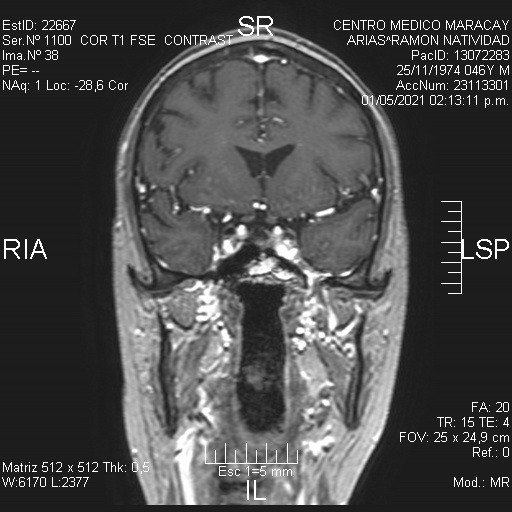 EstID: 22667
Ser.Nº 1100 COR T1 FSE CONTRAST
Ima.Nº 38
PE= --
NAq: 1 Loc: -28,6 Cor
SR
CENTRO MEDICO MARACAY
ARIAS^RAMON NATIVIDAD
PacID: 13072283
25/11/1974 046Y M
AccNum: 23113301
01/05/2021 02:13:11 p.m.
RIA
LSP
FA: 20
TR: 15 TE: 4
FOV: 25 x 24,9 cm
Ref.: 0
Mod.: MR
Matriz 512 x 512 Thk: 0,5
W:6170 L:2377
Esc 1=5 mm
IL